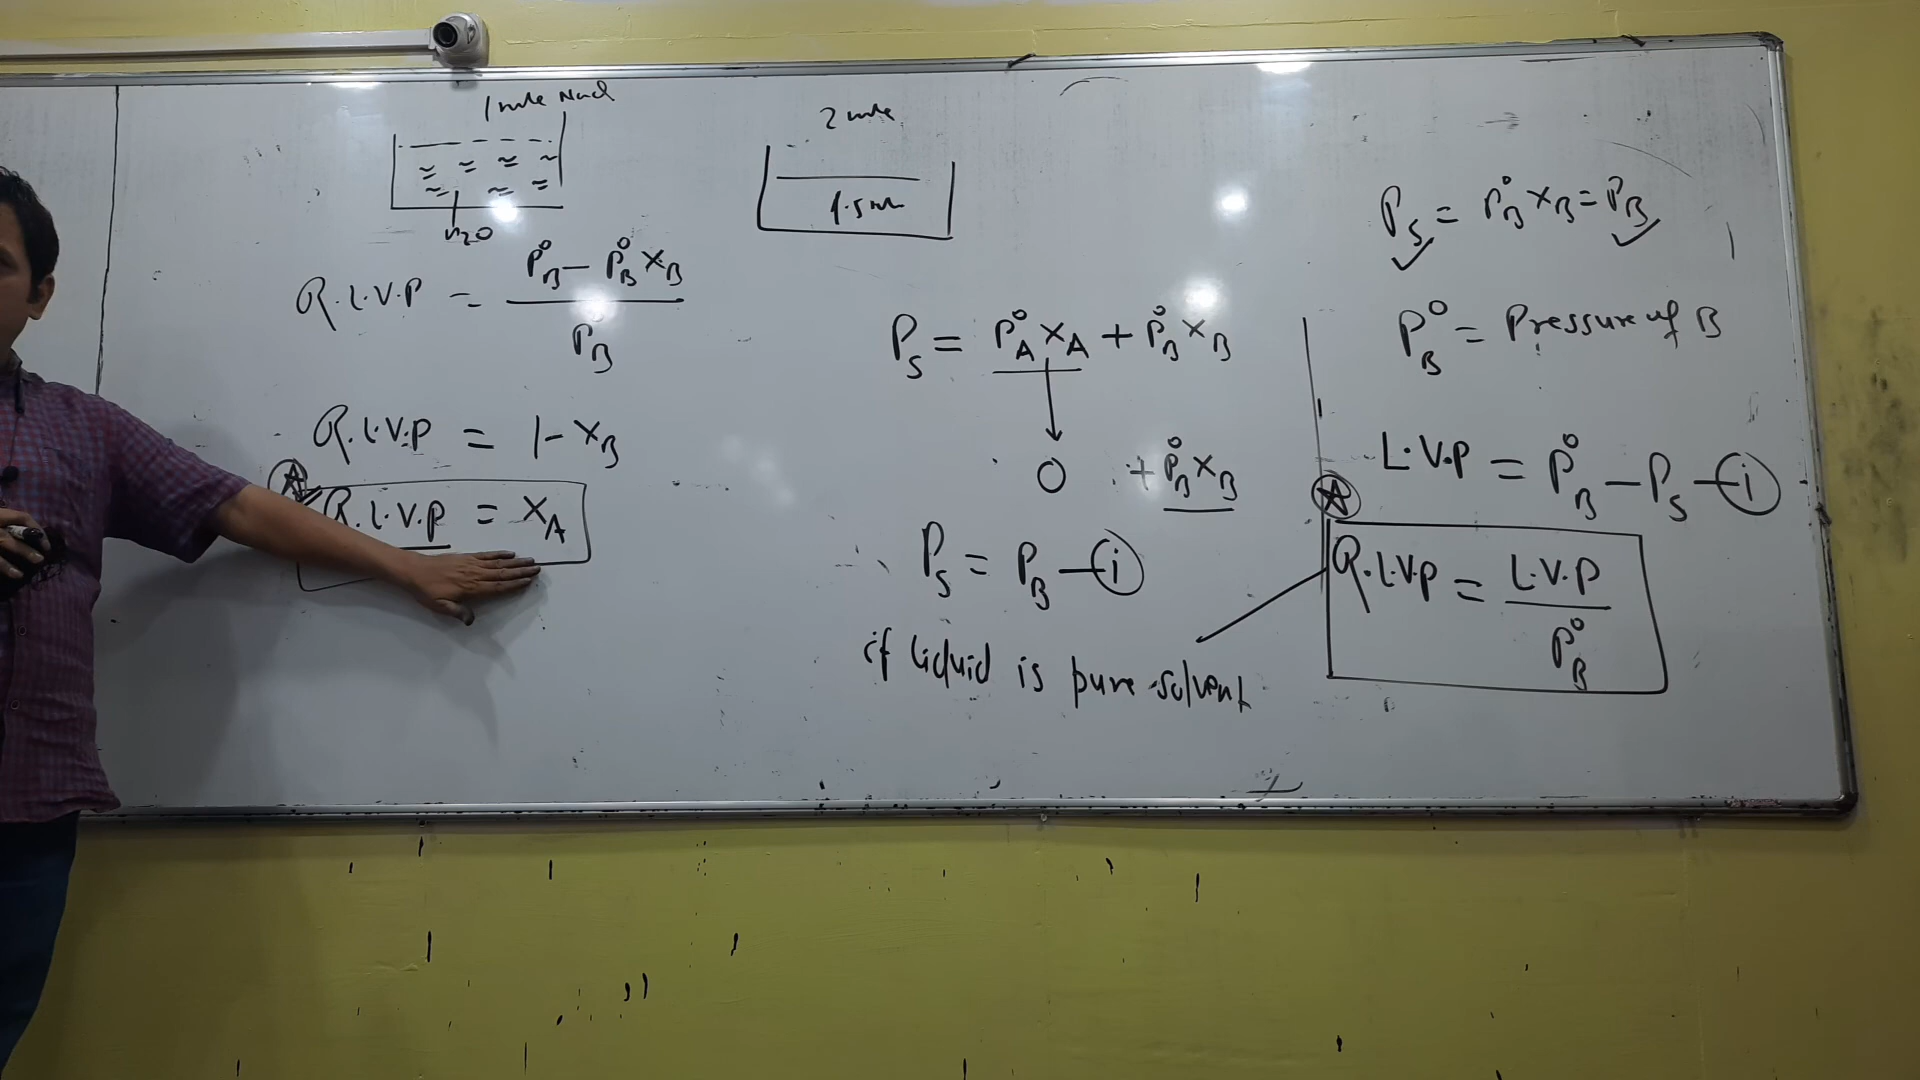 1 mole Nacl
H2O
R.L.V.P = P°B - P°B XB / P°B
R.L.V.P = 1 - XB
R.L.V.P = XA
2 mole
1.5
PS = P°A XA + P°B XB
0 + P°B XB
PS = PB - (i)
if liquid is pure solvent
PS = P°B XB = PB
P°B = Pressure of B
L.V.P = P°B - PS - (i)
R.L.V.P = L.V.P / P°B